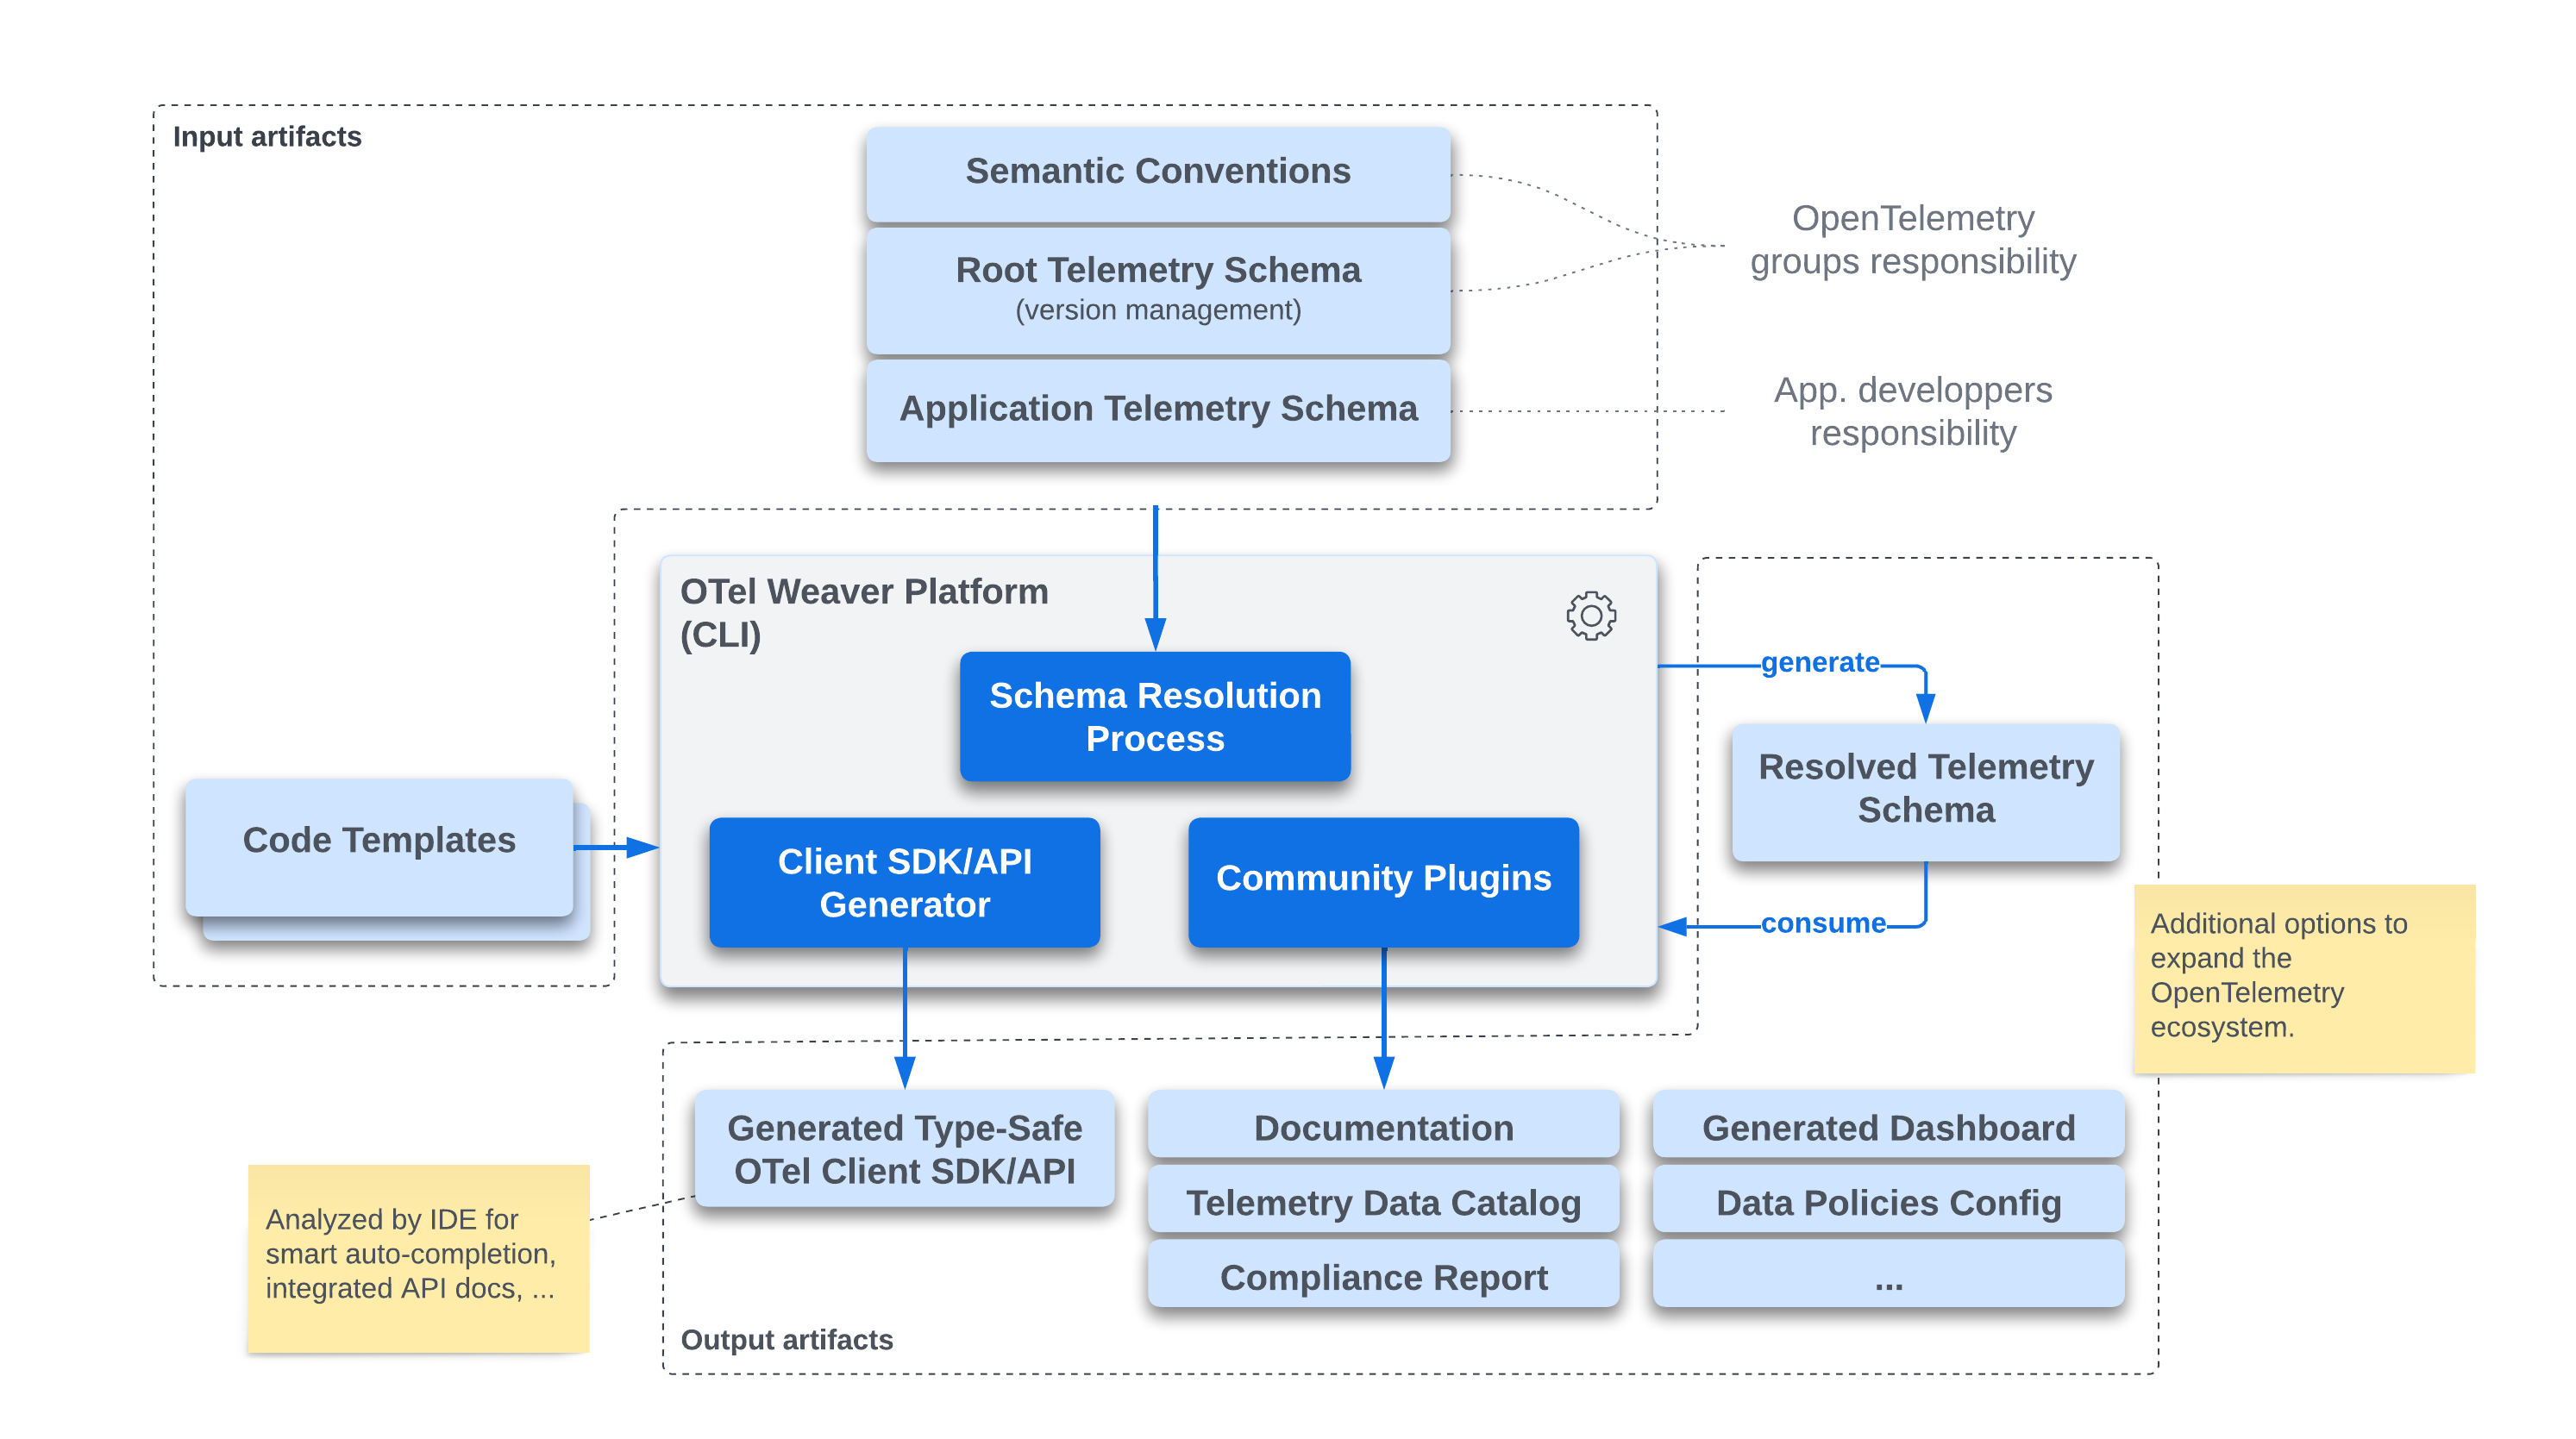 Input artifacts
Semantic Conventions
Root Telemetry Schema
(version management)
Application Telemetry Schema
OpenTelemetry
groups responsibility
App. developpers
responsibility
OTel Weaver Platform
(CLI)
Schema Resolution
Process
Client SDK/API
Generator
Community Plugins
Code Templates
generate
Resolved Telemetry
Schema
consume
Additional options to
expand the
OpenTelemetry
ecosystem.
Generated Type-Safe
OTel Client SDK/API
Documentation
Telemetry Data Catalog
Compliance Report
Generated Dashboard
Data Policies Config
...
Analyzed by IDE for
smart auto-completion,
integrated API docs, ...
Output artifacts